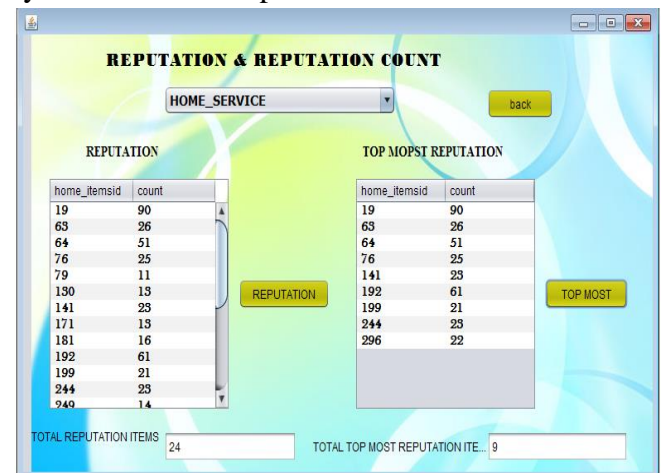 REPUTATION & REPUTATION COUNT
HOME_SERVICE
back
REPUTATION
home_itemsid count
19 90
63 26
64 51
76 25
79 11
130 13
141 23
171 13
181 16
192 61
199 21
244 23
249 14
REPUTATION
TOP MOPST REPUTATION
home_itemsid count
19 90
63 26
64 51
76 25
141 23
192 61
199 21
244 23
296 22
TOP MOST
TOTAL REPUTATION ITEMS 24
TOTAL TOP MOST REPUTATION ITE... 9